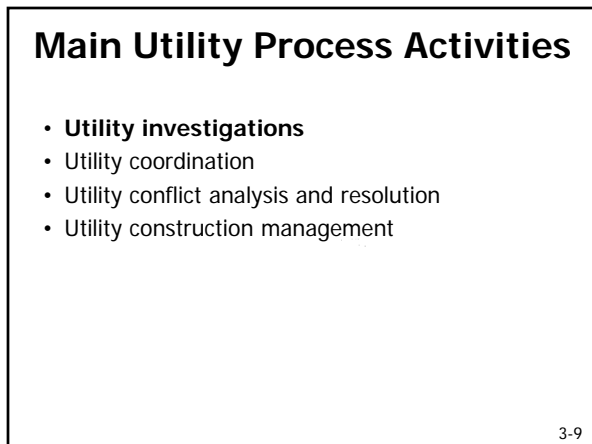 Main Utility Process Activities
• Utility investigations
• Utility coordination
• Utility conflict analysis and resolution
• Utility construction management
3-9